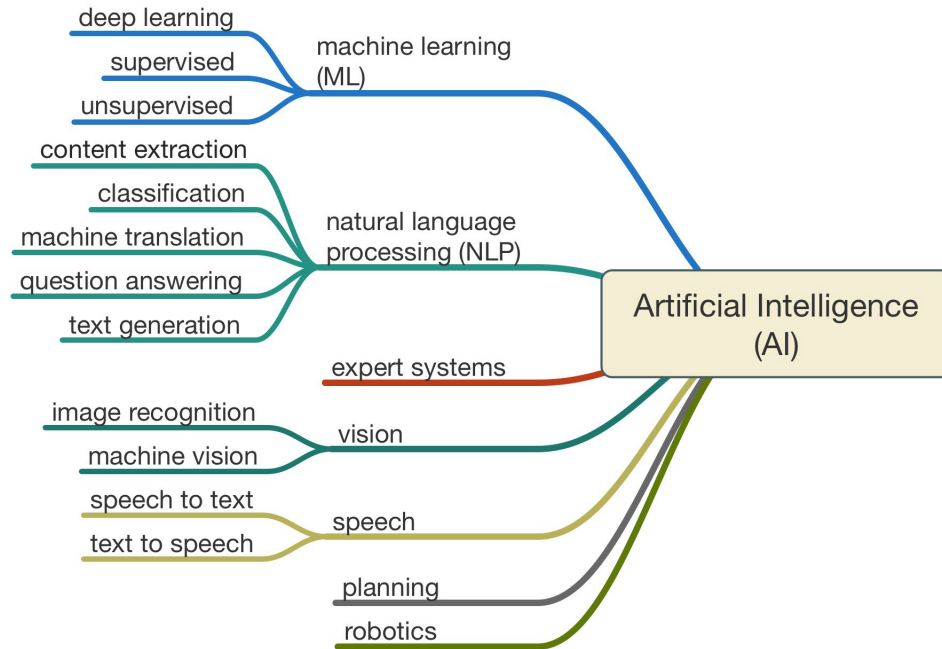 deep learning
supervised
unsupervised
machine learning
(ML)
content extraction
classification
machine translation
question answering
text generation
natural language
processing (NLP)
expert systems
image recognition
machine vision
vision
speech to text
text to speech
speech
planning
robotics
Artificial Intelligence
(AI)